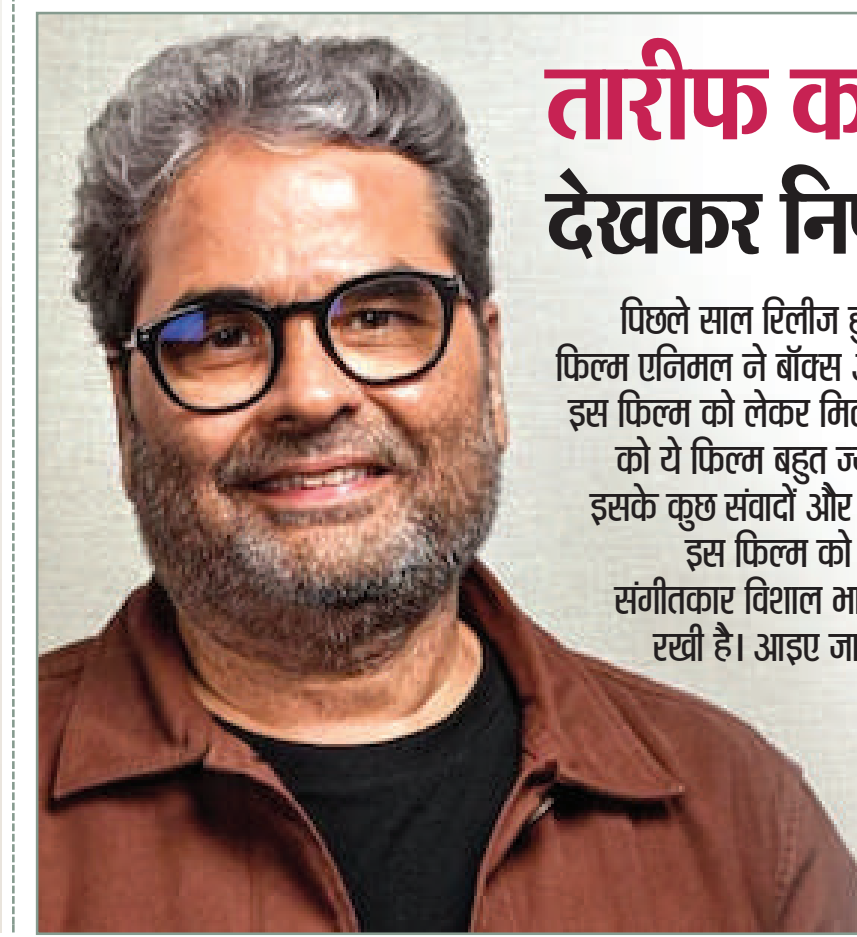 तारीफ
देखकर
पिछले साल रिलीज
फिल्म एनिमल ने बॉक्स
इस फिल्म को लेकर
को ये फिल्म बहुत
इसके कुछ संवादों और
इस फिल्म को
संगीतकार विशाल
रखी है। आइए